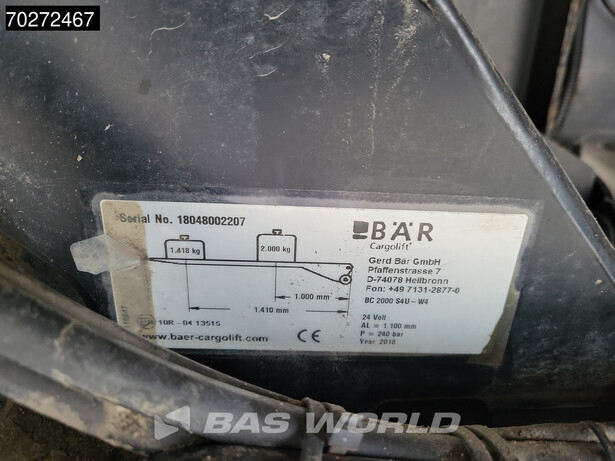 70272467
Serial No. 18048002207
BÄR
Cargolift
1.418 kg
2.000 kg
1.000 mm
1.410 mm
Gerd Bär GmbH
Pfaffenstrasse 7
D-74078 Heilbronn
Fon: +49 7131-2877-0
BC 2000 S4U - W4
24 Volt
AL = 1.100 mm
P = 240 bar
Year 2018
10R - 04 13515
www.baer-cargolift.com
CE
BAS WORLD